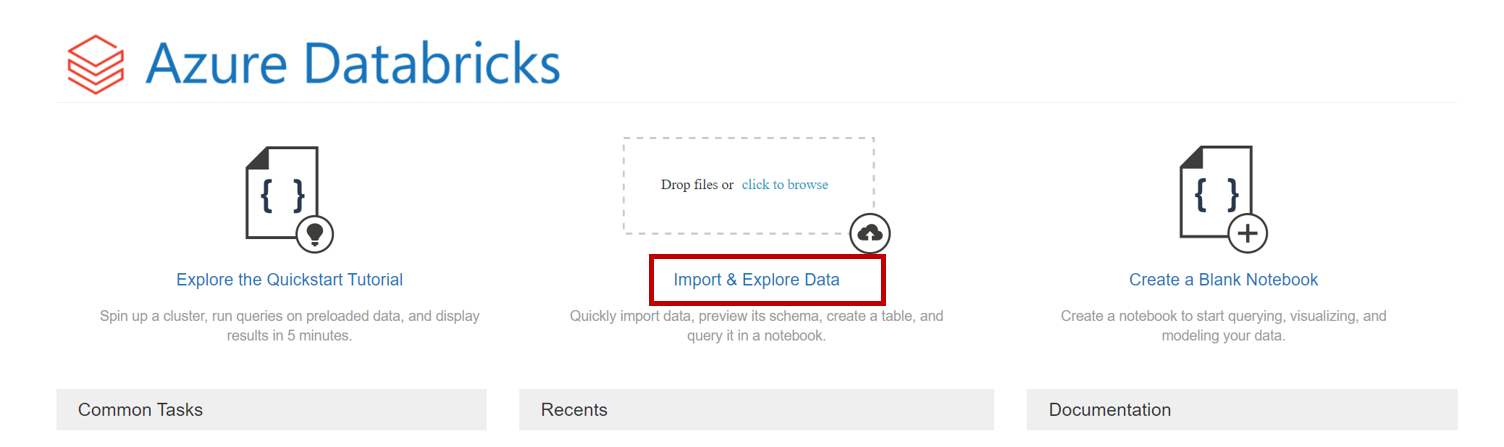 Azure Databricks
{ }
Drop files or click to browse
{ }
Explore the Quickstart Tutorial
Spin up a cluster, run queries on preloaded data, and display
results in 5 minutes.
Import & Explore Data
Quickly import data, preview its schema, create a table, and
query it in a notebook.
Create a Blank Notebook
Create a notebook to start querying, visualizing, and
modeling your data.
Common Tasks
Recents
Documentation